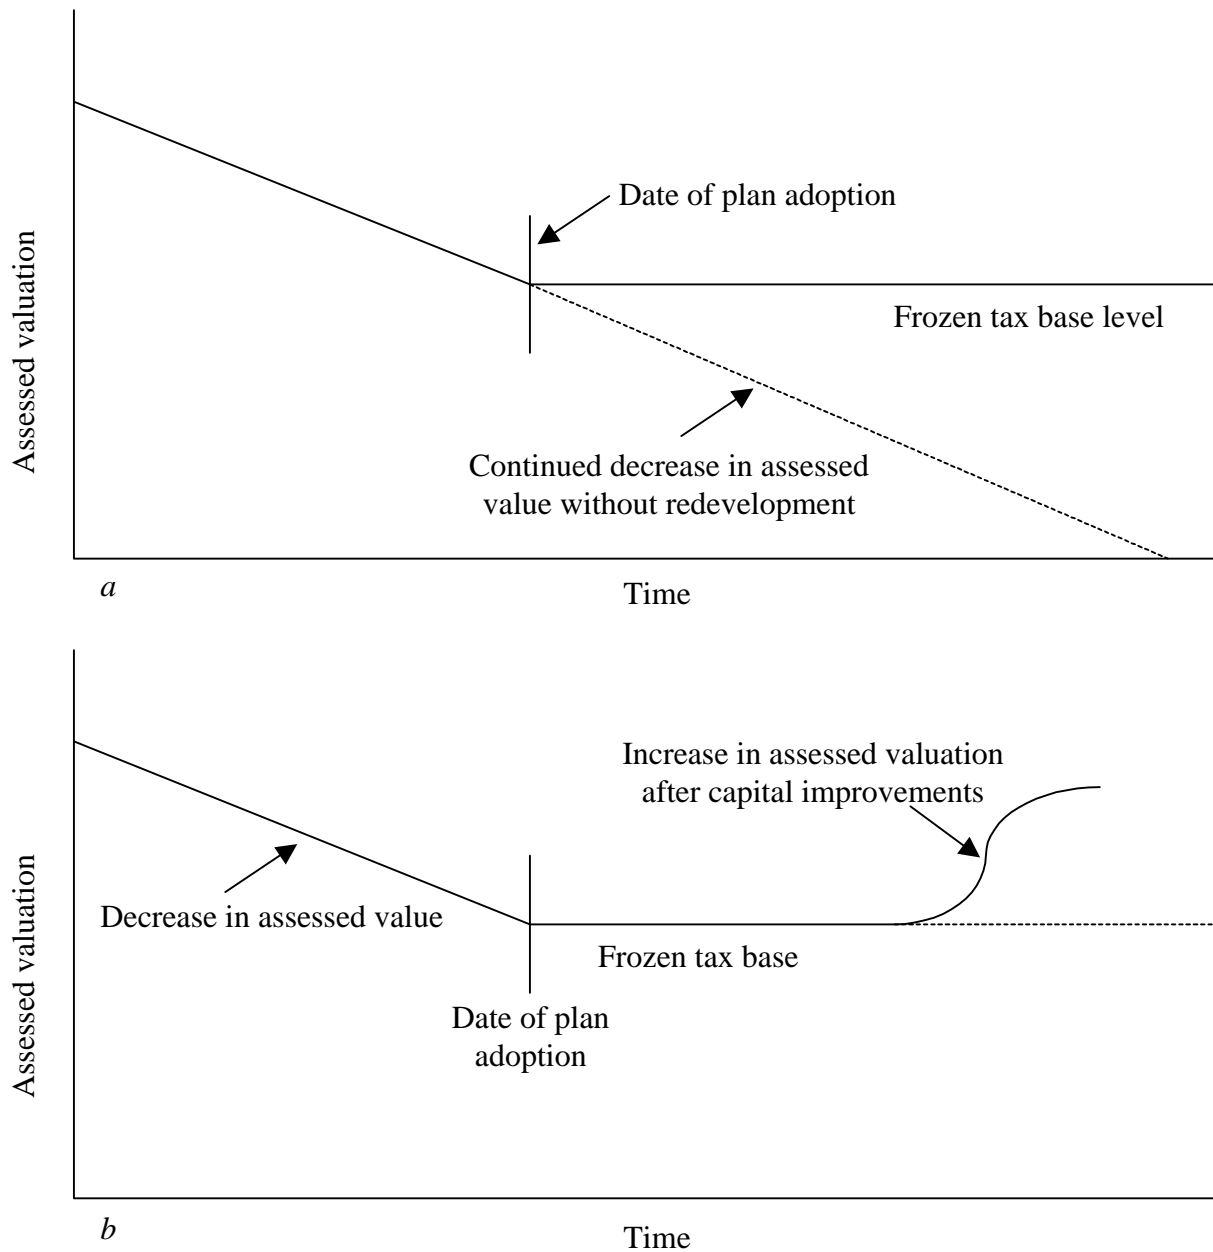 Date of plan adoption
Assessed valuation
Frozen tax base level
Continued decrease in assessed
value without redevelopment
a
Time
Increase in assessed valuation
after capital improvements
Assessed valuation
Decrease in assessed value
Frozen tax base
Date of plan
adoption
b
Time